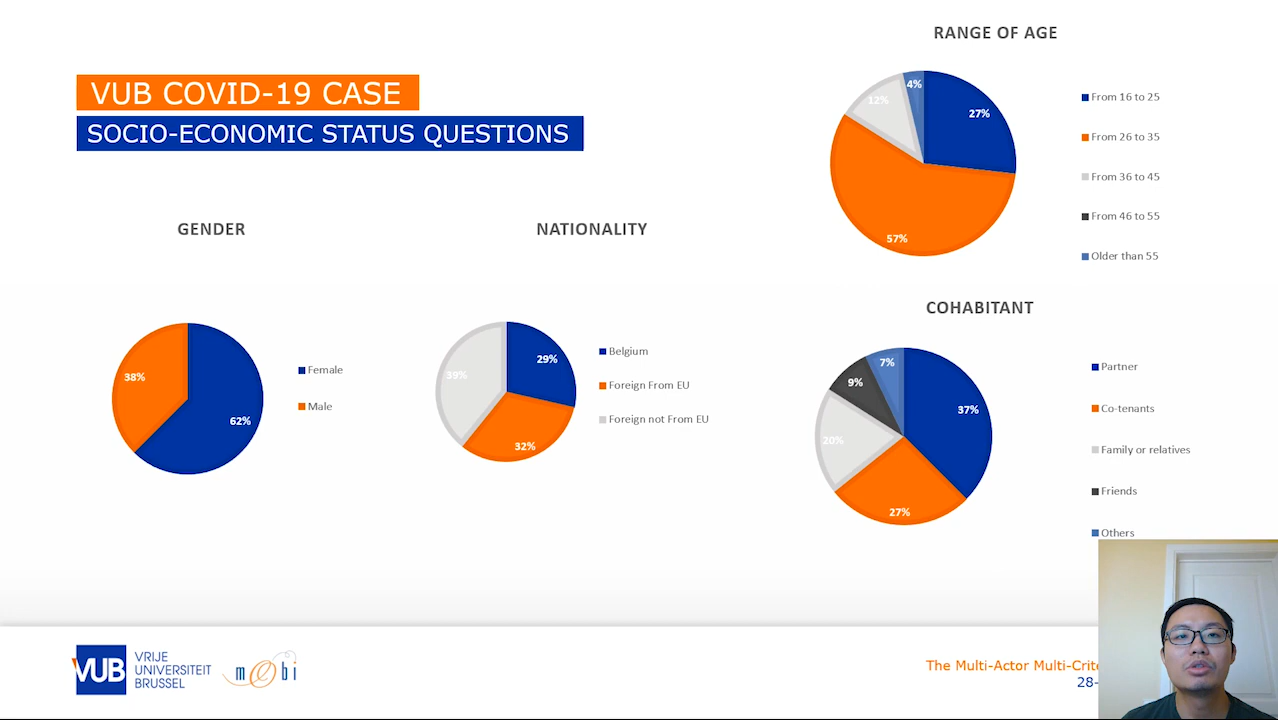 VUB COVID-19 CASE
SOCIO-ECONOMIC STATUS QUESTIONS
GENDER
38%
62%
Female
Male
NATIONALITY
29%
39%
32%
Belgium
Foreign From EU
Foreign not From EU
RANGE OF AGE
4%
12%
27%
57%
From 16 to 25
From 26 to 35
From 36 to 45
From 46 to 55
Older than 55
COHABITANT
7%
9%
37%
20%
27%
Partner
Co-tenants
Family or relatives
Friends
Others
VUB
VRIJE
UNIVERSITEIT
BRUSSEL
mobi
The Multi-Actor Multi-Crite
28-